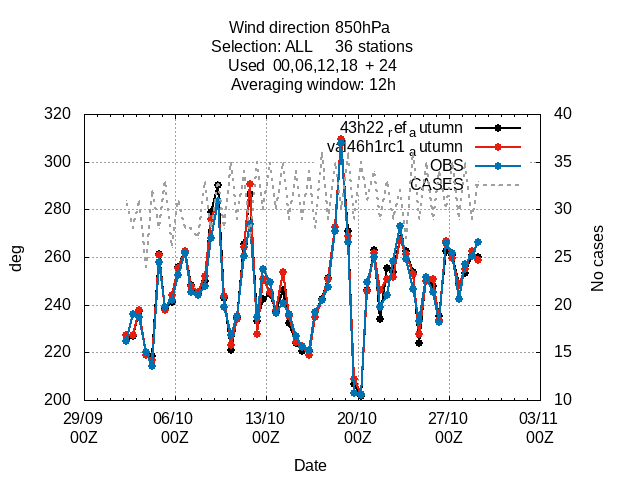 Wind direction 850hPa
Selection: ALL 36 stations
Used 00,06,12,18 + 24
Averaging window: 12h
320 40
43h22_ref_autumn
val46h1rc1_autumn
300 35
OBS
CASES
280 30
deg
260 25
No cases
240 20
220 15
200 10
29/09 06/10 13/10 20/10 27/10 03/11
00Z 00Z 00Z 00Z 00Z 00Z
Date